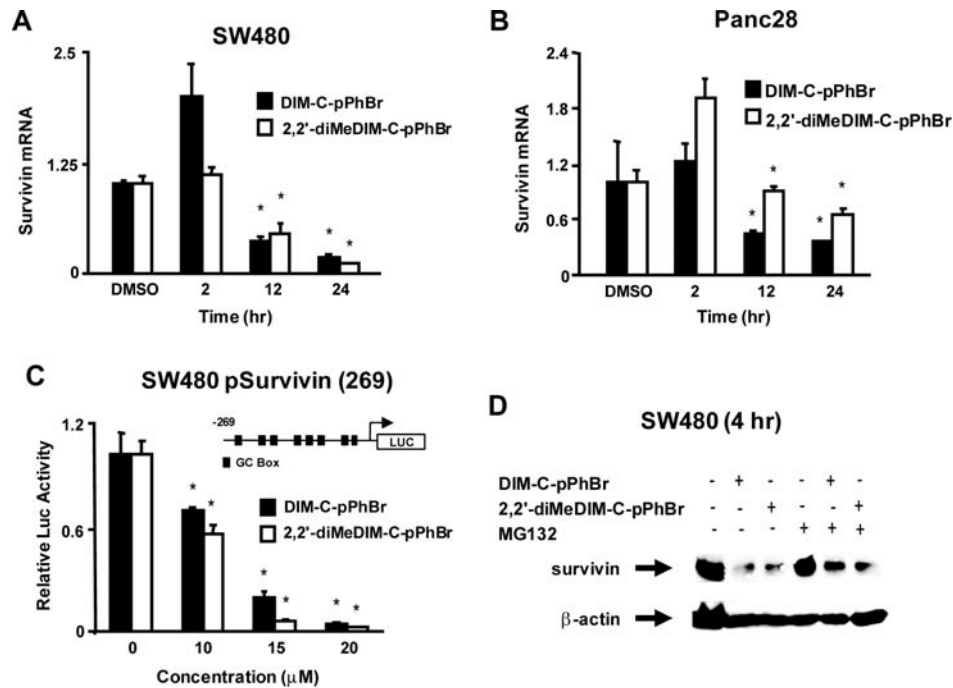 A
SW480
2.5
1.25
0
Survivin mRNA
DIM-C-pPhBr
2,2'-diMeDIM-C-pPhBr
* * * *
DMSO 2 12 24
Time (hr)
B
Panc28
2.4
1.8
1.2
0.6
0
Survivin mRNA
DIM-C-pPhBr
2,2'-diMeDIM-C-pPhBr
* * * *
DMSO 2 12 24
Time (hr)
C
SW480 pSurvivin (269)
1.2
0.6
0
Relative Luc Activity
-269
LUC
GC Box
DIM-C-pPhBr
2,2'-diMeDIM-C-pPhBr
* * * * * *
0 10 15 20
Concentration (μM)
D
SW480 (4 hr)
DIM-C-pPhBr - + - - + -
2,2'-diMeDIM-C-pPhBr - - + - - +
MG132 - - - + + +
survivin
β-actin